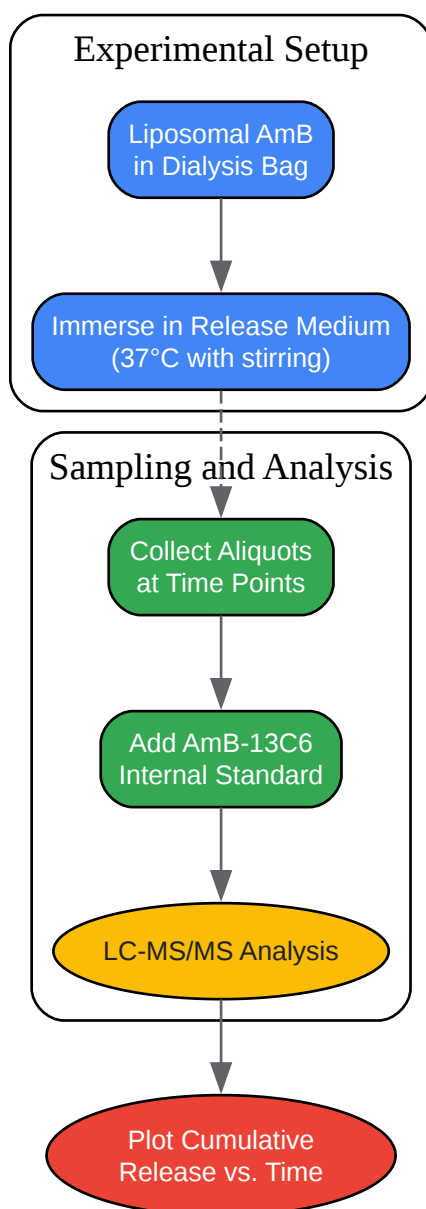 Experimental Setup
Liposomal AmB
in Dialysis Bag
Immerse in Release Medium
(37°C with stirring)
Sampling and Analysis
Collect Aliquots
at Time Points
Add AmB-13C6
Internal Standard
LC-MS/MS Analysis
Plot Cumulative
Release vs. Time